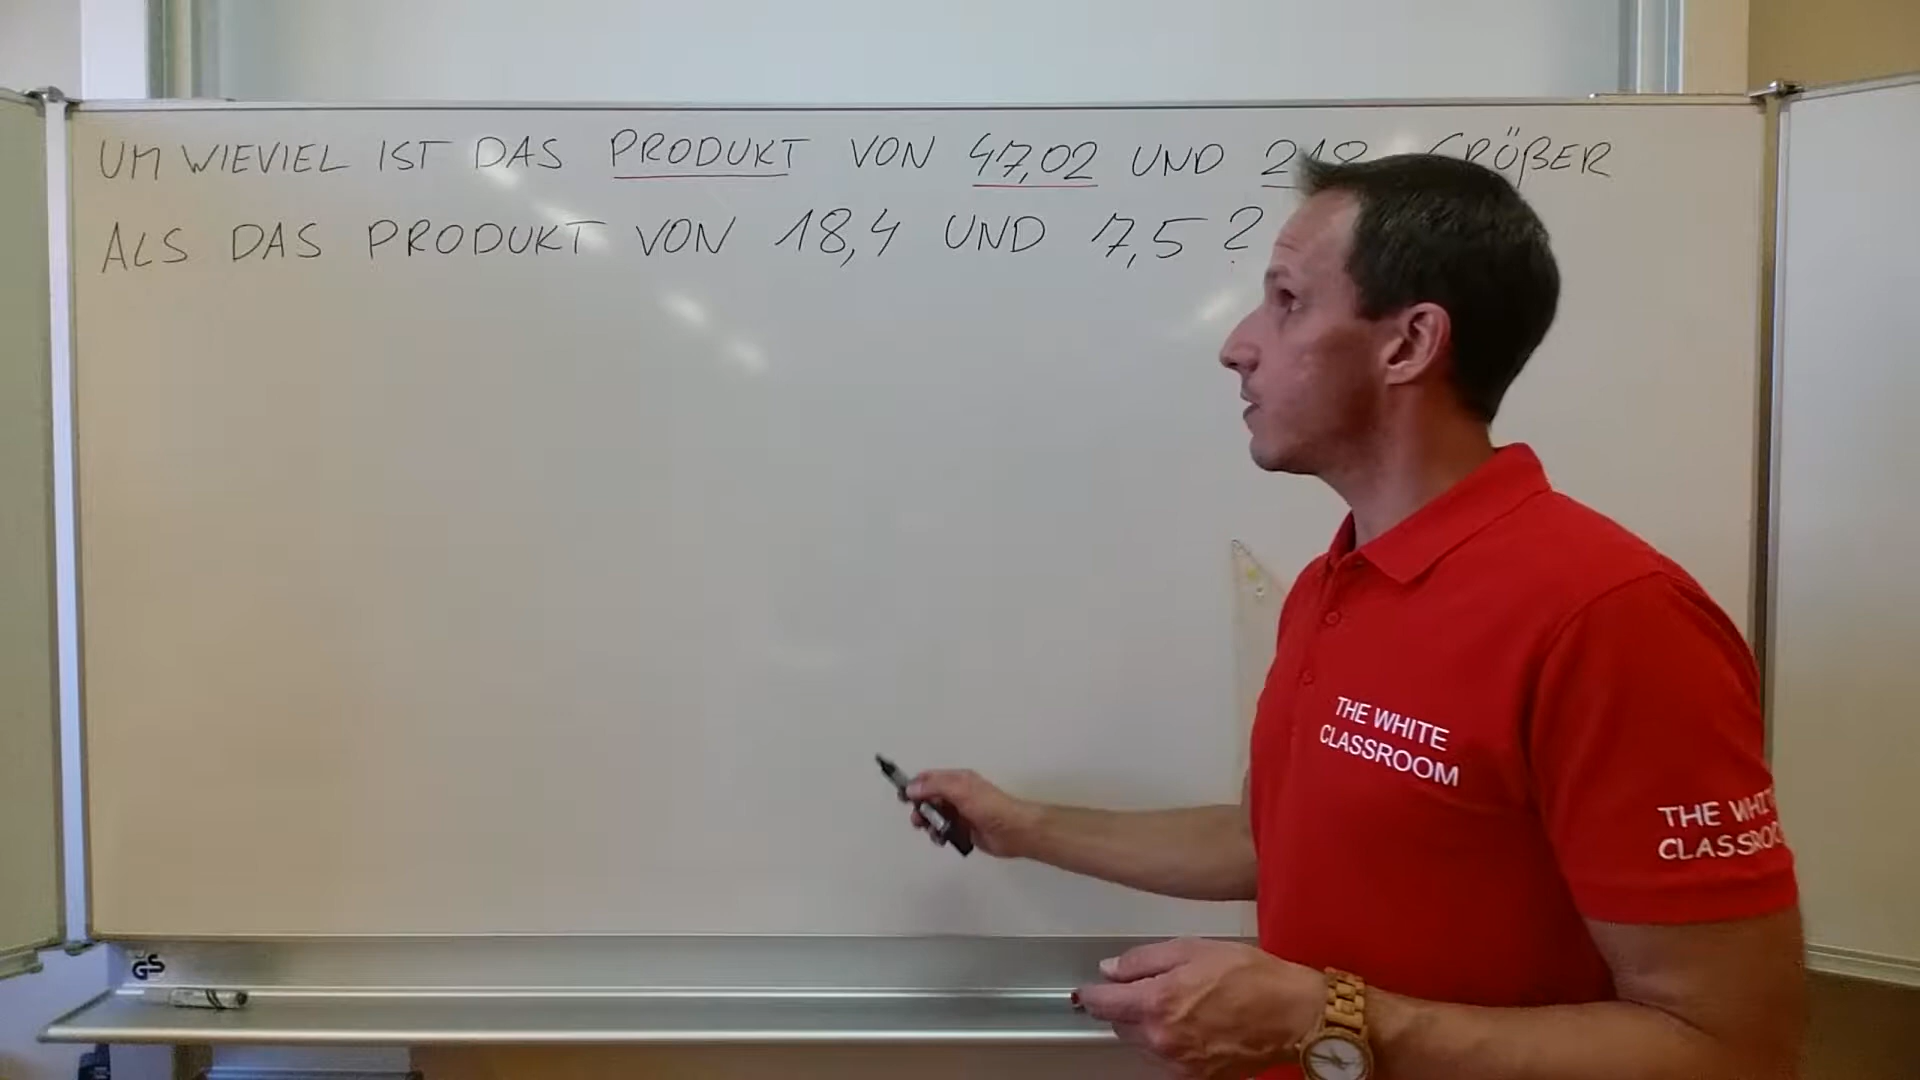 UM WIEVIEL IST DAS PRODUKT VON 47,02 UND GRÖßER
ALS DAS PRODUKT VON 18,4 UND 7,5?
THE WHITE
CLASSROOM
THE
GS